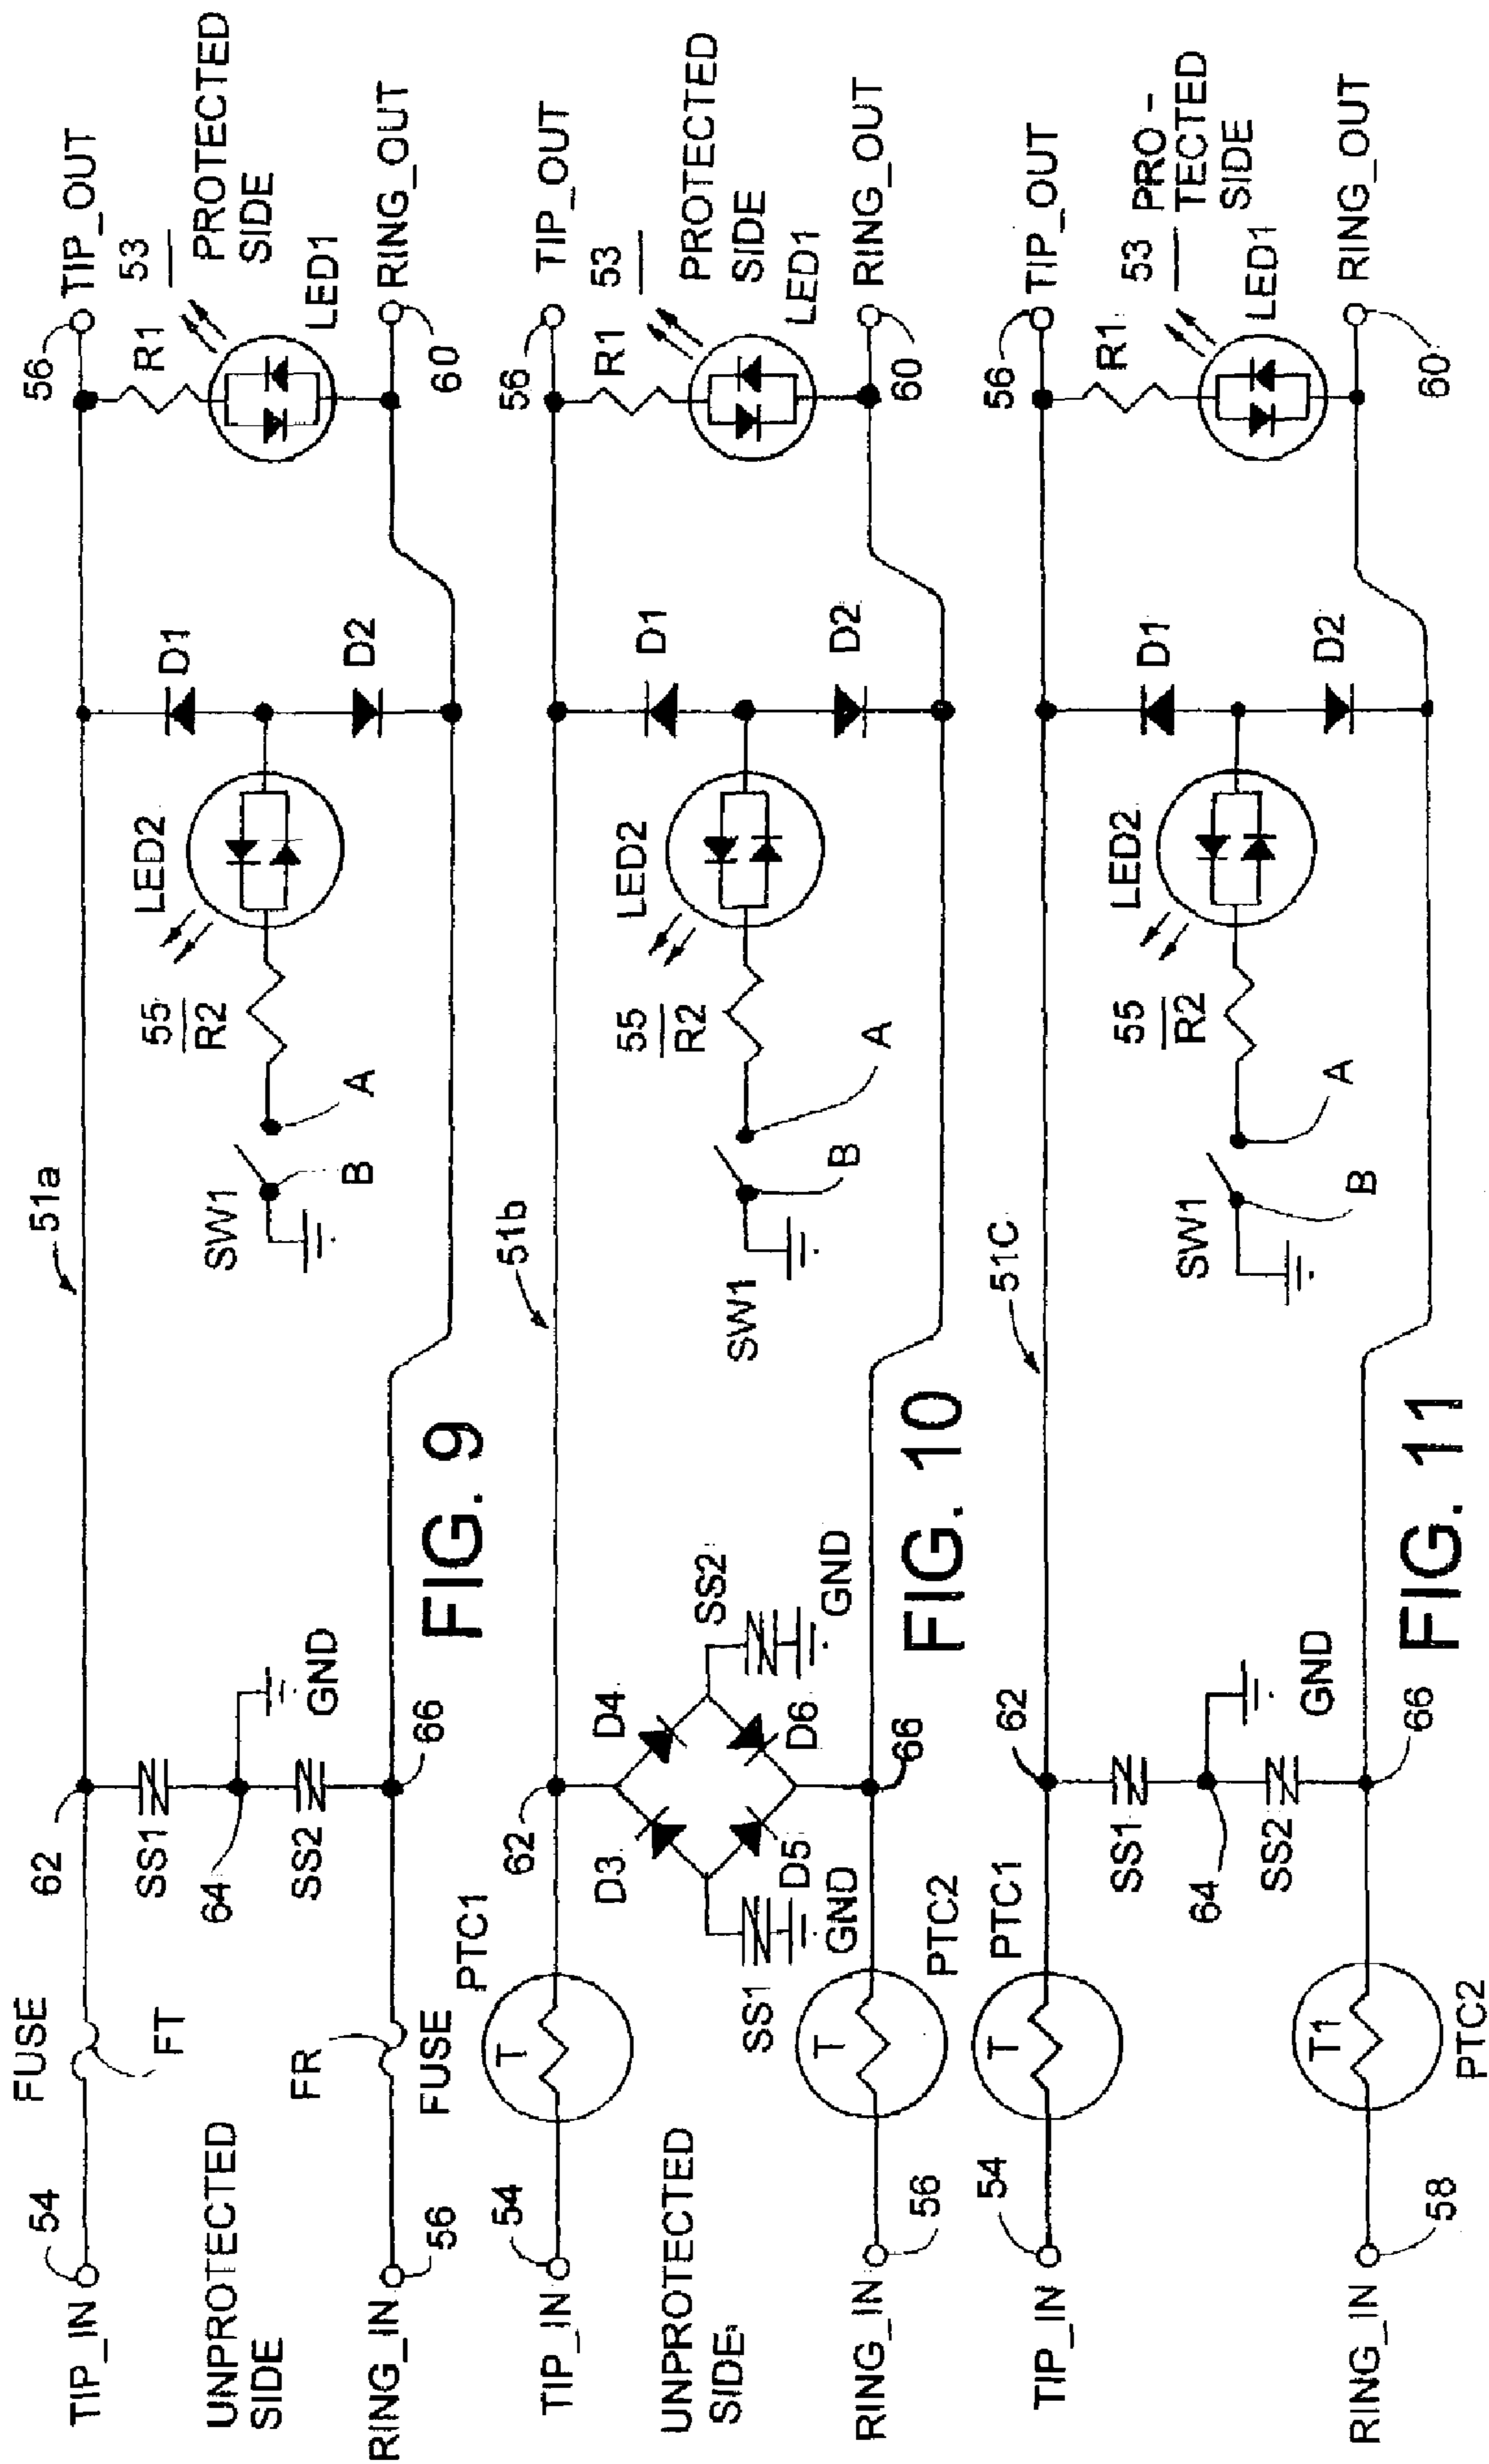 51a
FUSE
54
TIP_IN
FT
62
56
TIP_OUT
SS1
64
SS2
GND
SW1
B
A
55
R2
LED2
D1
D2
R1
53
PROTECTED
SIDE
LED1
UNPROTECTED
SIDE
FR
FUSE
RING_IN
56
66
60
RING_OUT
FIG. 9
51b
PTC1
54
TIP_IN
T
62
56
TIP_OUT
D3
D4
SS2
GND
D5
D6
SS1
GND
SW1
B
A
55
R2
LED2
D1
D2
R1
53
PROTECTED
SIDE
LED1
UNPROTECTED
SIDE
T
PTC2
RING_IN
56
66
60
RING_OUT
FIG. 10
51C
PTC1
54
TIP_IN
T
62
56
TIP_OUT
SS1
64
SS2
GND
SW1
B
A
55
R2
LED2
D1
D2
R1
53
PRO-
TECTED
SIDE
LED1
T1
PTC2
RING_IN
58
66
60
RING_OUT
FIG. 11